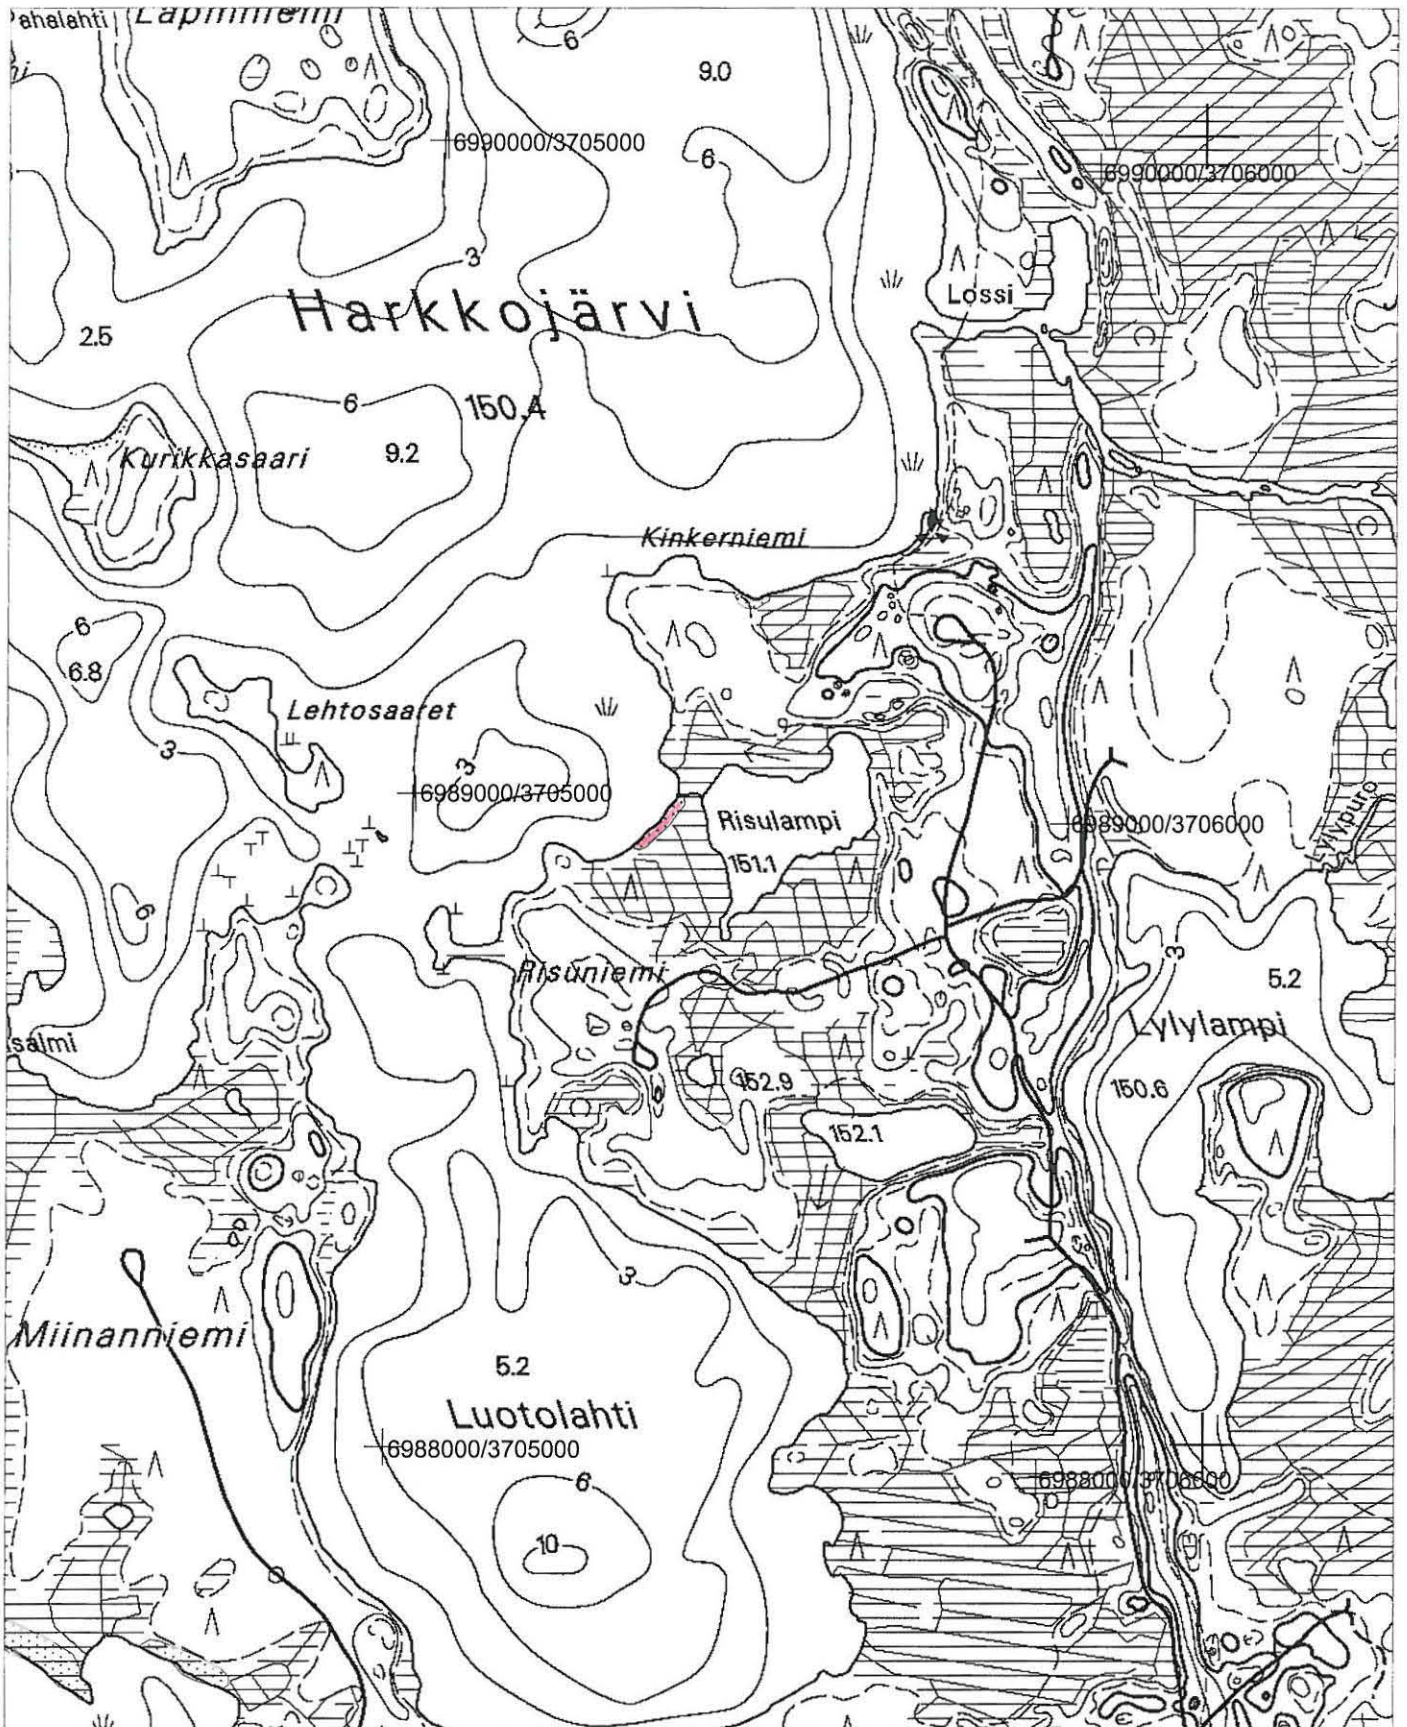 ahalahti
Lapinniemi
6
9.0
6990000/3705000
6
6990000/3706000
3
Lossi
Harkkojärvi
2.5
6
150.4
Kurikkasaari
9.2
Kinkerniemi
6
6.8
Lehtosaaret
3
3
6989000/3705000
Risulampi
6989000/3706000
Lylypuro
151.1
6
Risuniemi
3
5.2
salmi
Lylylampi
152.9
150.6
152.1
3
Miinanniemi
5.2
Luotolahti
6988000/3705000
6
6988000/3706000
10